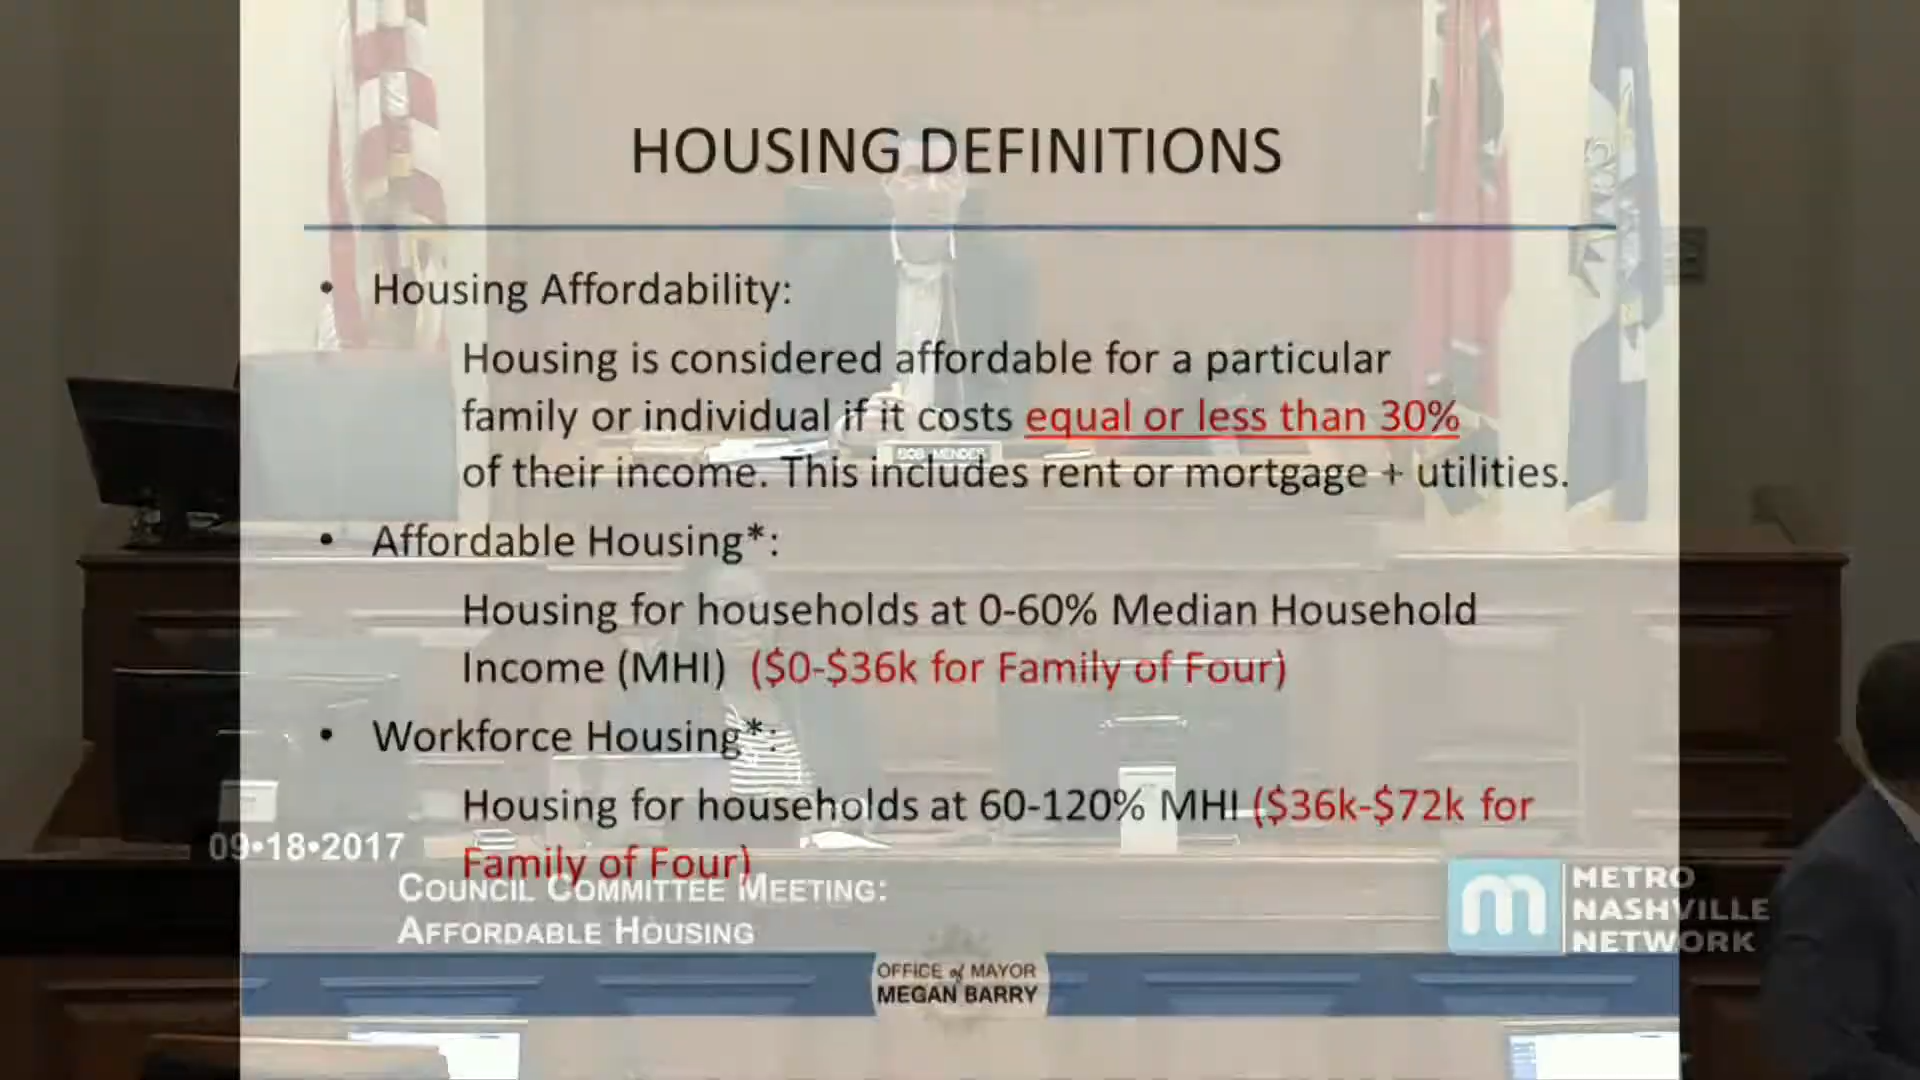 HOUSING DEFINITIONS
• Housing Affordability:
Housing is considered affordable for a particular
family or individual if it costs equal or less than 30%
BOB MENDES
of their income. This includes rent or mortgage + utilities.
• Affordable Housing*:
Housing for households at 0-60% Median Household
Income (MHI) ($0-$36k for Family of Four)
• Workforce Housing*:
Housing for households at 60-120% MHI ($36k-$72k for
Family of Four)
09•18•2017
COUNCIL COMMITTEE MEETING:
AFFORDABLE HOUSING
m
METRO
NASHVILLE
NETWORK
OFFICE of MAYOR
MEGAN BARRY